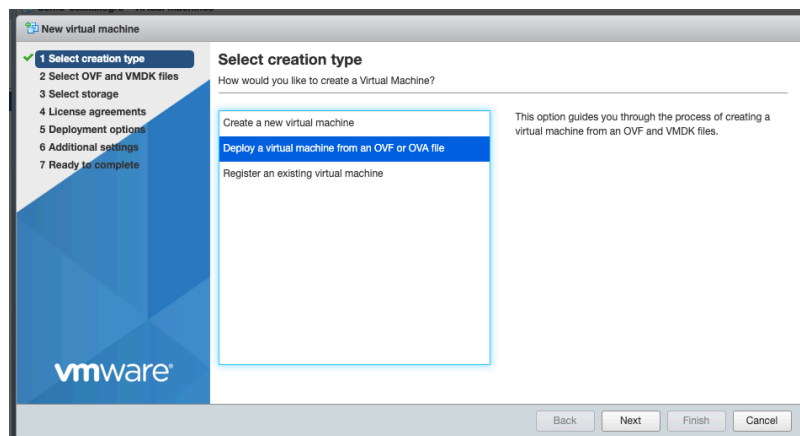 New virtual machine
1 Select creation type
2 Select OVF and VMDK files
3 Select storage
4 License agreements
5 Deployment options
6 Additional settings
7 Ready to complete
vmware®
Select creation type
How would you like to create a Virtual Machine?
Create a new virtual machine
Deploy a virtual machine from an OVF or OVA file
Register an existing virtual machine
This option guides you through the process of creating a
virtual machine from an OVF and VMDK files.
Back
Next
Finish
Cancel